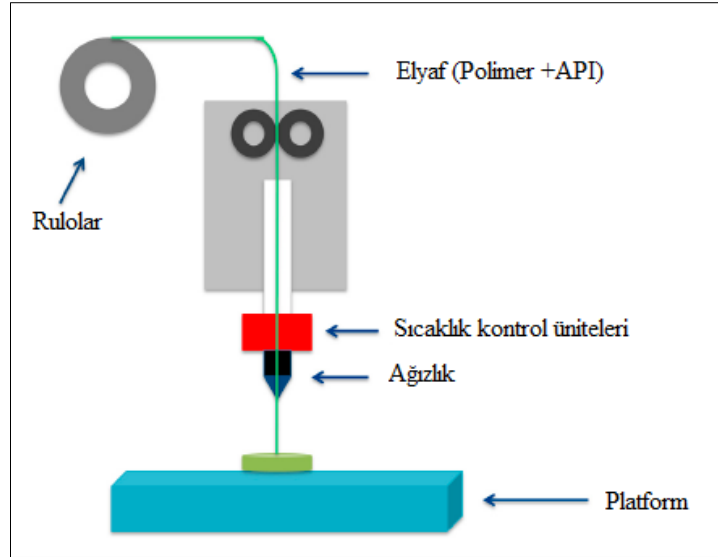 Elyaf (Polimer +API)
Rulolar
Sıcaklık kontrol üniteleri
Ağızlık
Platform